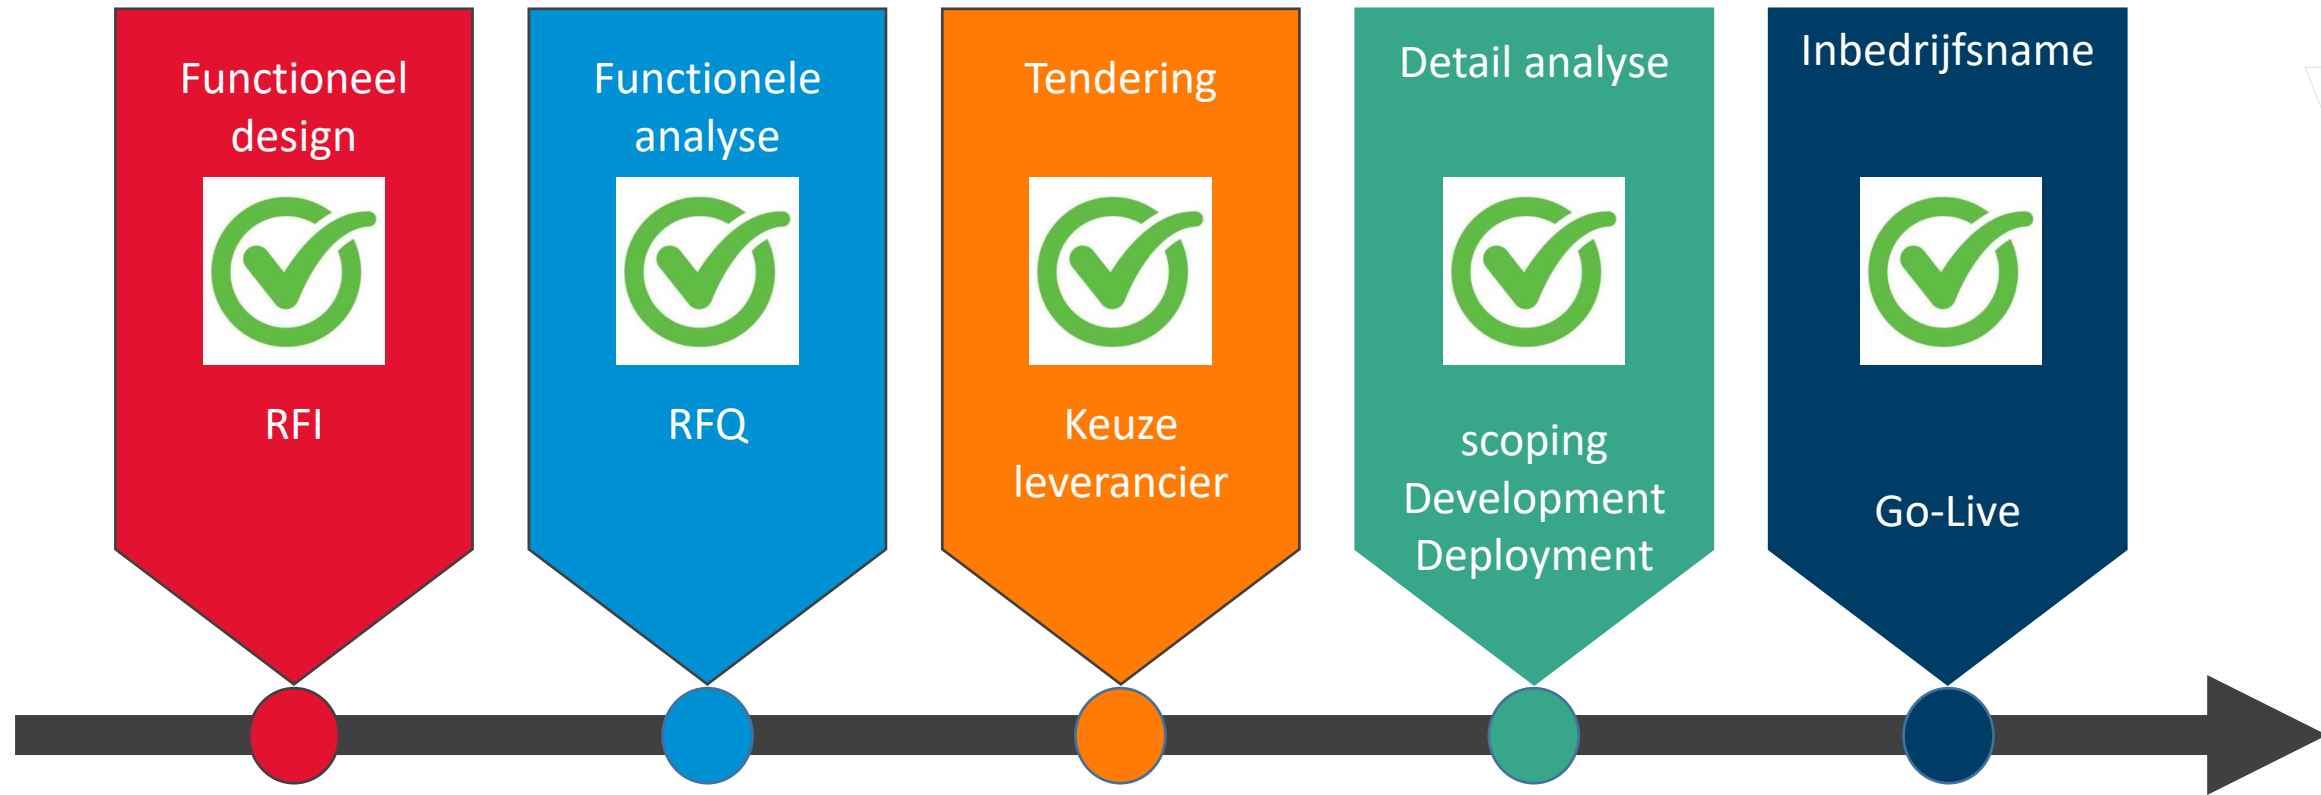 Functioneel
design
RFI
Functionele
analyse
RFQ
Tendering
Keuze
leverancier
Detail analyse
scoping
Development
Deployment
Inbedrijfsname
Go-Live